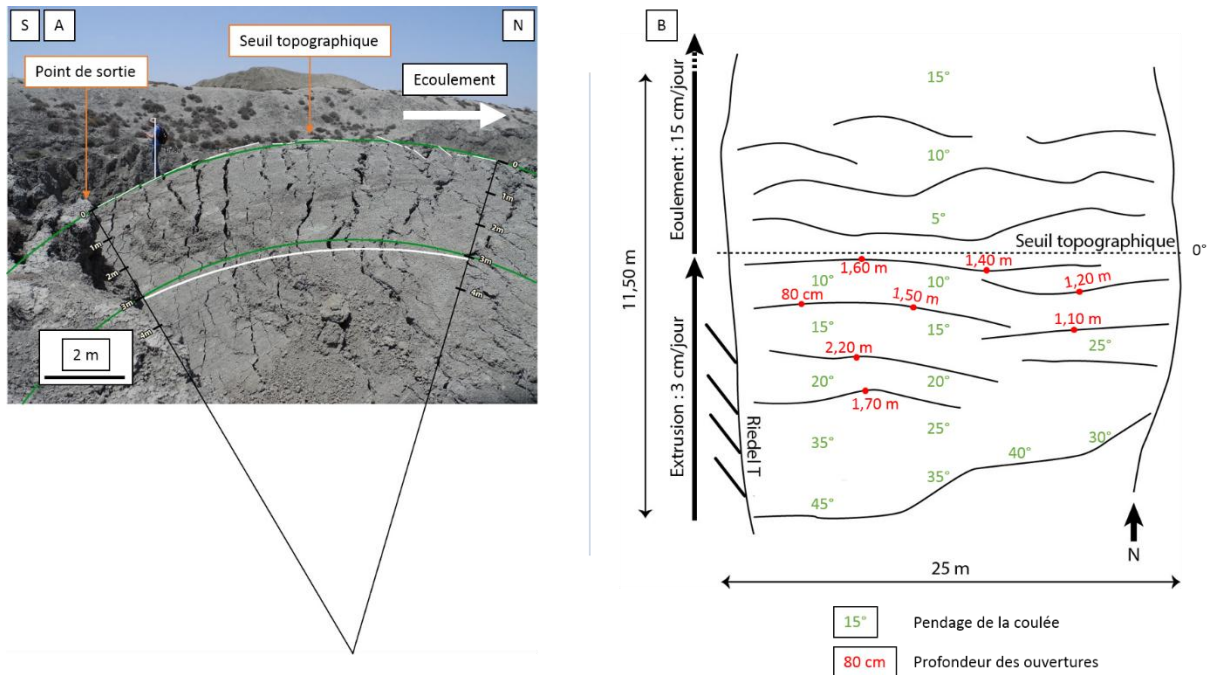 S
A
N
Seuil topographique
Point de sortie
Ecoulement
0
1m
2m
3m
4m
0
1m
2m
3m
4m
2 m
B
Eoulement : 15 cm/jour
Extrusion : 3 cm/jour
11,50 m
15°
10°
5°
Seuil topographique
0°
1,60 m
1,40 m
10°
10°
1,20 m
80 cm
1,50 m
15°
15°
1,10 m
25°
2,20 m
20°
20°
1,70 m
25°
35°
30°
40°
35°
45°
Riedel T
N
25 m
15° Pendage de la coulée
80 cm Profondeur des ouvertures